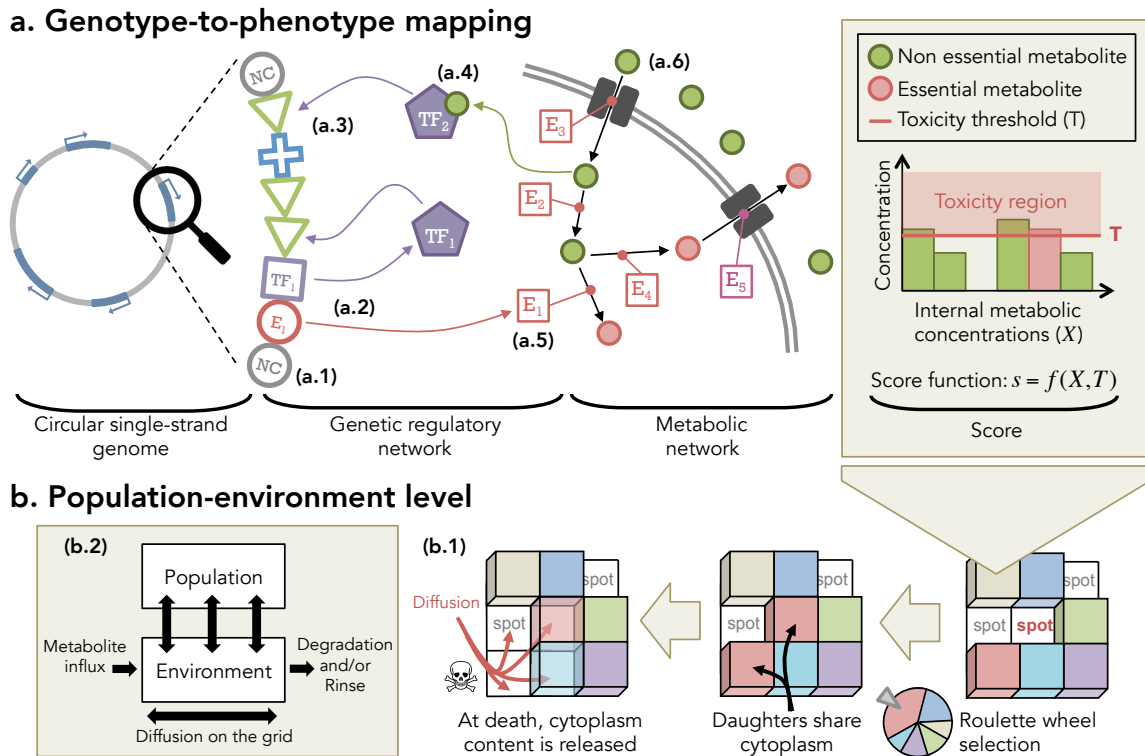 a. Genotype-to-phenotype mapping
NC
(a.3)
(a.4)
TF2
TF1
TF1
(a.2)
E1
NC
(a.1)
(a.6)
E3
E2
E1
(a.5)
E4
E5
Circular single-strand
genome
Genetic regulatory
network
Metabolic
network
Non essential metabolite
Essential metabolite
Toxicity threshold (T)
Concentration
Toxicity region
T
Internal metabolic
concentrations (X)
Score function: s = f(X,T)
Score
b. Population-environment level
(b.2)
Population
Metabolite
influx
Environment
Degradation
and/or
Rinse
Diffusion on the grid
(b.1)
Diffusion
spot
spot
At death, cytoplasm
content is released
spot
spot
Daughters share
cytoplasm
spot
spot
spot
Roulette wheel
selection